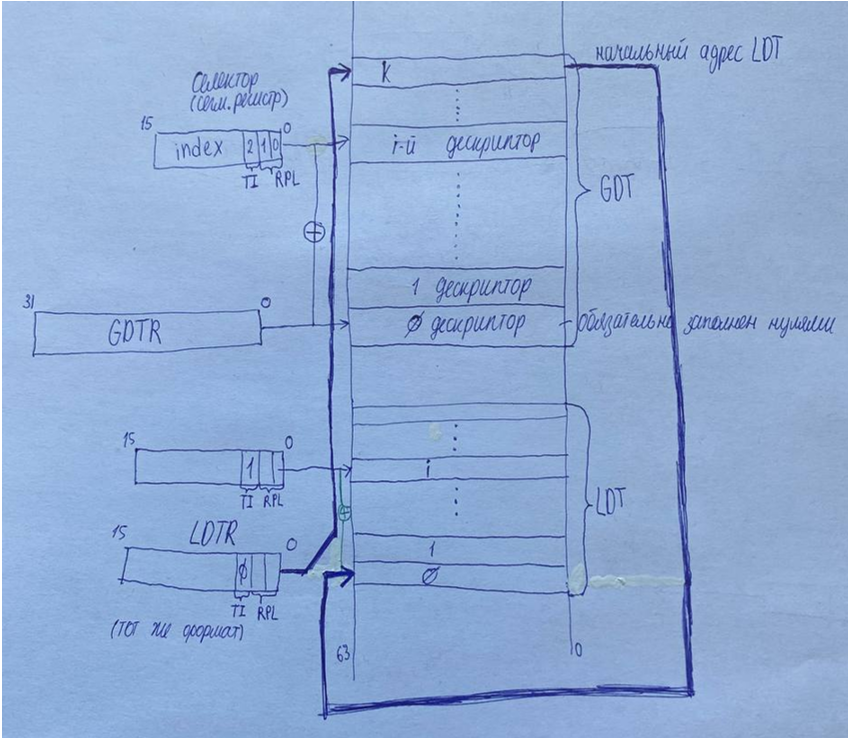 начальный адрес LDT
K
Селектор
(сегм. регистр)
15
0
index
2
1
0
TI
RPL
i-й дескриптор
GDT
1 дескриптор
31
0
GDTR
Ø дескриптор
обязательно заполнен нулями
15
0
1
TI
RPL
i
LDT
15
LDTR
0
Ø
TI
RPL
1
Ø
(тот же формат)
63
0